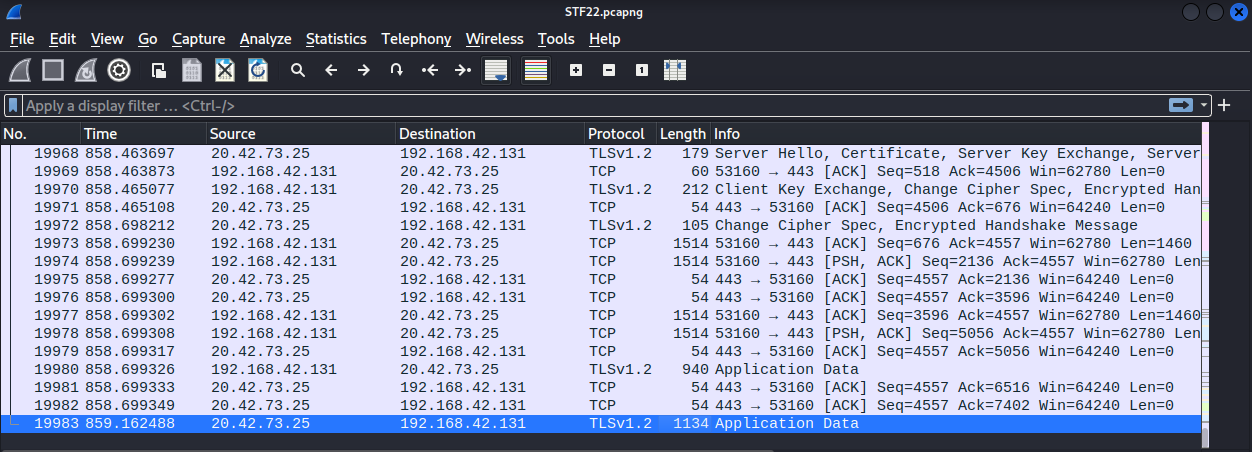 STF22.pcapng
File Edit View Go Capture Analyze Statistics Telephony Wireless Tools Help
Apply a display filter ... <Ctrl-/>
No. Time Source Destination Protocol Length Info
19968 858.463697 20.42.73.25 192.168.42.131 TLSv1.2 179 Server Hello, Certificate, Server Key Exchange, Server
19969 858.463873 192.168.42.131 20.42.73.25 TCP 60 53160 → 443 [ACK] Seq=518 Ack=4506 Win=62780 Len=0
19970 858.465077 192.168.42.131 20.42.73.25 TLSv1.2 212 Client Key Exchange, Change Cipher Spec, Encrypted Han
19971 858.465108 20.42.73.25 192.168.42.131 TCP 54 443 → 53160 [ACK] Seq=4506 Ack=676 Win=64240 Len=0
19972 858.698212 20.42.73.25 192.168.42.131 TLSv1.2 105 Change Cipher Spec, Encrypted Handshake Message
19973 858.699230 192.168.42.131 20.42.73.25 TCP 1514 53160 → 443 [ACK] Seq=676 Ack=4557 Win=62780 Len=1460
19974 858.699239 192.168.42.131 20.42.73.25 TCP 1514 53160 → 443 [PSH, ACK] Seq=2136 Ack=4557 Win=62780 Len
19975 858.699277 20.42.73.25 192.168.42.131 TCP 54 443 → 53160 [ACK] Seq=4557 Ack=2136 Win=64240 Len=0
19976 858.699300 20.42.73.25 192.168.42.131 TCP 54 443 → 53160 [ACK] Seq=4557 Ack=3596 Win=64240 Len=0
19977 858.699302 192.168.42.131 20.42.73.25 TCP 1514 53160 → 443 [ACK] Seq=3596 Ack=4557 Win=62780 Len=1460
19978 858.699308 192.168.42.131 20.42.73.25 TCP 1514 53160 → 443 [PSH, ACK] Seq=5056 Ack=4557 Win=62780 Len
19979 858.699317 20.42.73.25 192.168.42.131 TCP 54 443 → 53160 [ACK] Seq=4557 Ack=5056 Win=64240 Len=0
19980 858.699326 192.168.42.131 20.42.73.25 TLSv1.2 940 Application Data
19981 858.699333 20.42.73.25 192.168.42.131 TCP 54 443 → 53160 [ACK] Seq=4557 Ack=6516 Win=64240 Len=0
19982 858.699349 20.42.73.25 192.168.42.131 TCP 54 443 → 53160 [ACK] Seq=4557 Ack=7402 Win=64240 Len=0
19983 859.162488 20.42.73.25 192.168.42.131 TLSv1.2 1134 Application Data